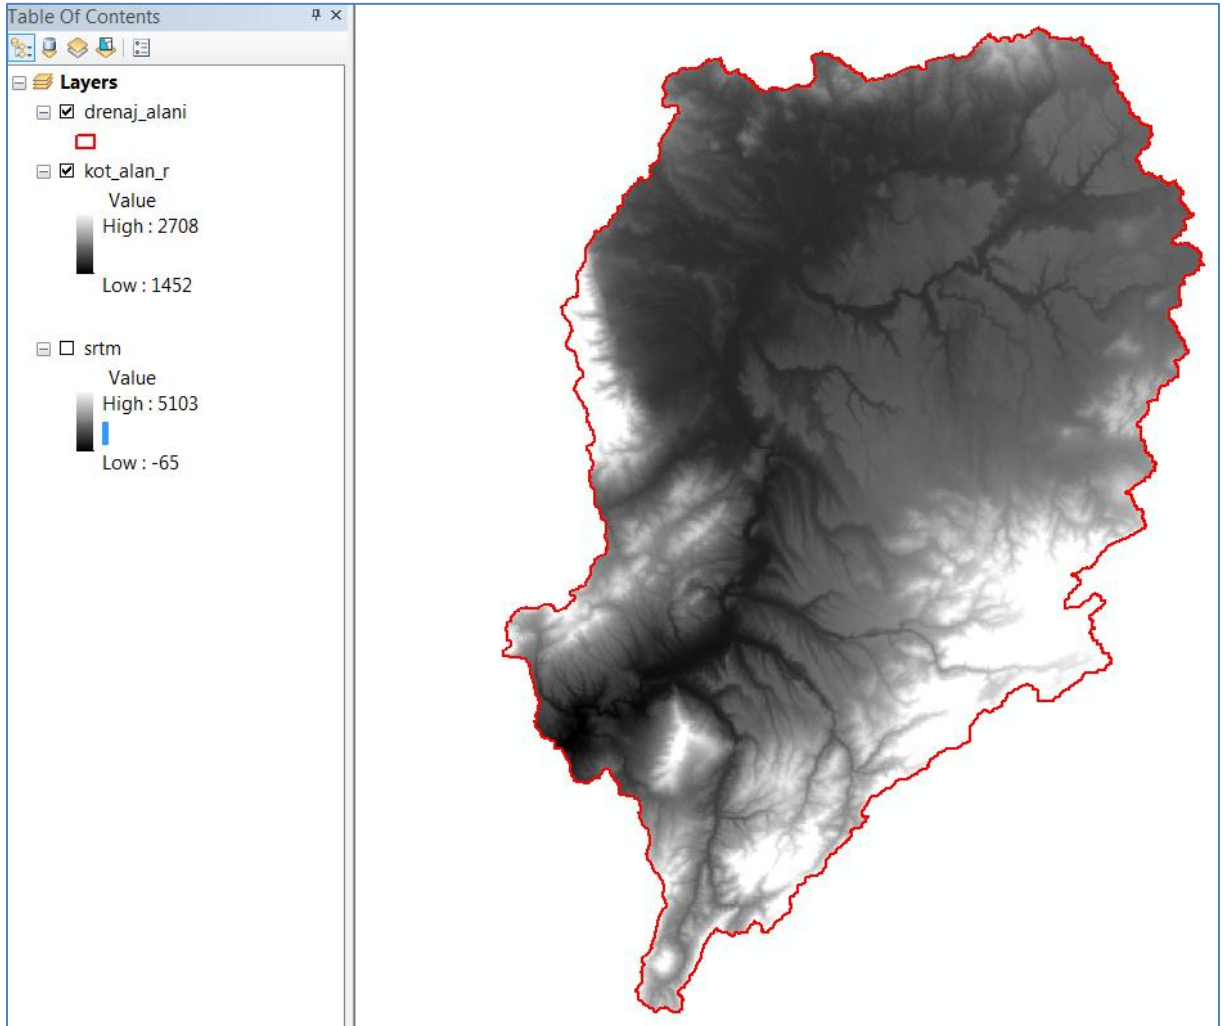 Table Of Contents
Layers
drenaj_alani
kot_alan_r
Value
High : 2708
Low : 1452
srtm
Value
High : 5103
Low : -65